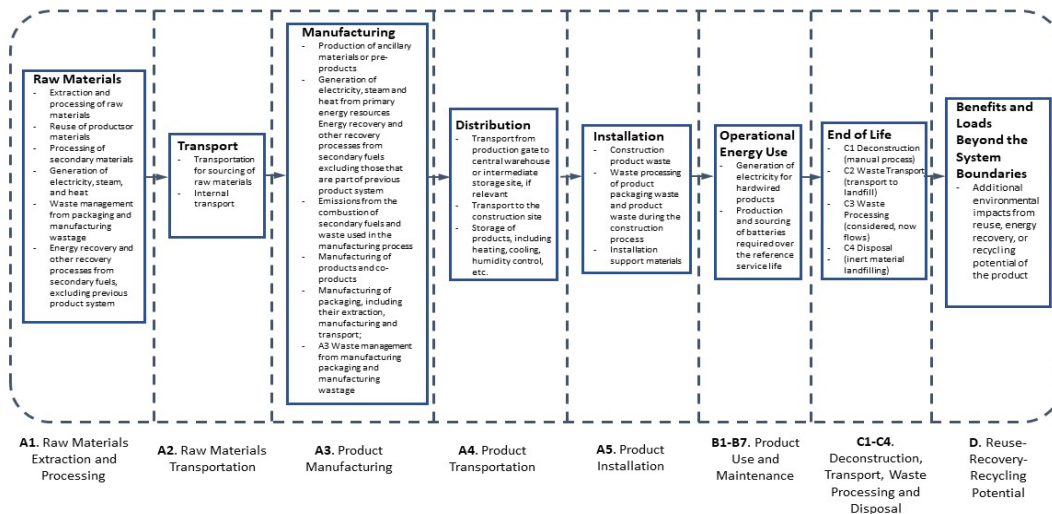 Raw Materials
- Extraction and
processing of raw
materials
- Reuse of productsor
materials
- Processing of
secondary materials
- Generation of
electricity, steam, and
heat
- Waste management
from packaging and
manufacturing
wastage
- Energy recovery and
other recovery
processes from
secondary fuels,
excluding previous
product system
Transport
- Transportation
for sourcing of
raw materials
- Internal
transport
Manufacturing
- Production of ancillary
materials or pre-
products
- Generation of
electricity, steam and
heat from primary
energy resources
Energy recovery and
other recovery
processes from
secondary fuels
excluding those that
are part of previous
product system
- Emissions from the
combustion of
secondary fuels and
waste used in the
manufacturing process
- Manufacturing of
products and co-
products
- Manufacturing of
packaging, including
their extraction,
manufacturing and
transport;
- A3 Waste management
from manufacturing
packaging and
manufacturing
wastage
Distribution
- Transport from
production gate to
central warehouse
or intermediate
storage site, if
relevant
- Transport to the
construction site
- Storage of
products, including
heating, cooling,
humidity control,
etc.
Installation
- Construction
product waste
- Waste processing of
product
packaging waste
and product
waste during the
construction
process
- Installation
support materials
Operational
Energy Use
- Generation of
electricity for
hardwired
products
- Production
and sourcing of
batteries
required over
the reference
service life
End of Life
- C1 Deconstruction
(manual process)
- C2 Waste Transport
(transport to
landfill)
- C3 Waste
Processing
(considered, now
flows)
- C4 Disposal
- (inert material
landfilling)
Benefits and
Loads
Beyond the
System
Boundaries
- Additional
environmental
impacts from
reuse, energy
recovery, or
recycling
potential of
the product
A1. Raw Materials
Extraction and
Processing
A2. Raw Materials
Transportation
A3. Product
Manufacturing
A4. Product
Transportation
A5. Product
Installation
B1-B7. Product
Use and
Maintenance
C1-C4.
Deconstruction,
Transport, Waste
Processing and
Disposal
D. Reuse-
Recovery-
Recycling
Potential